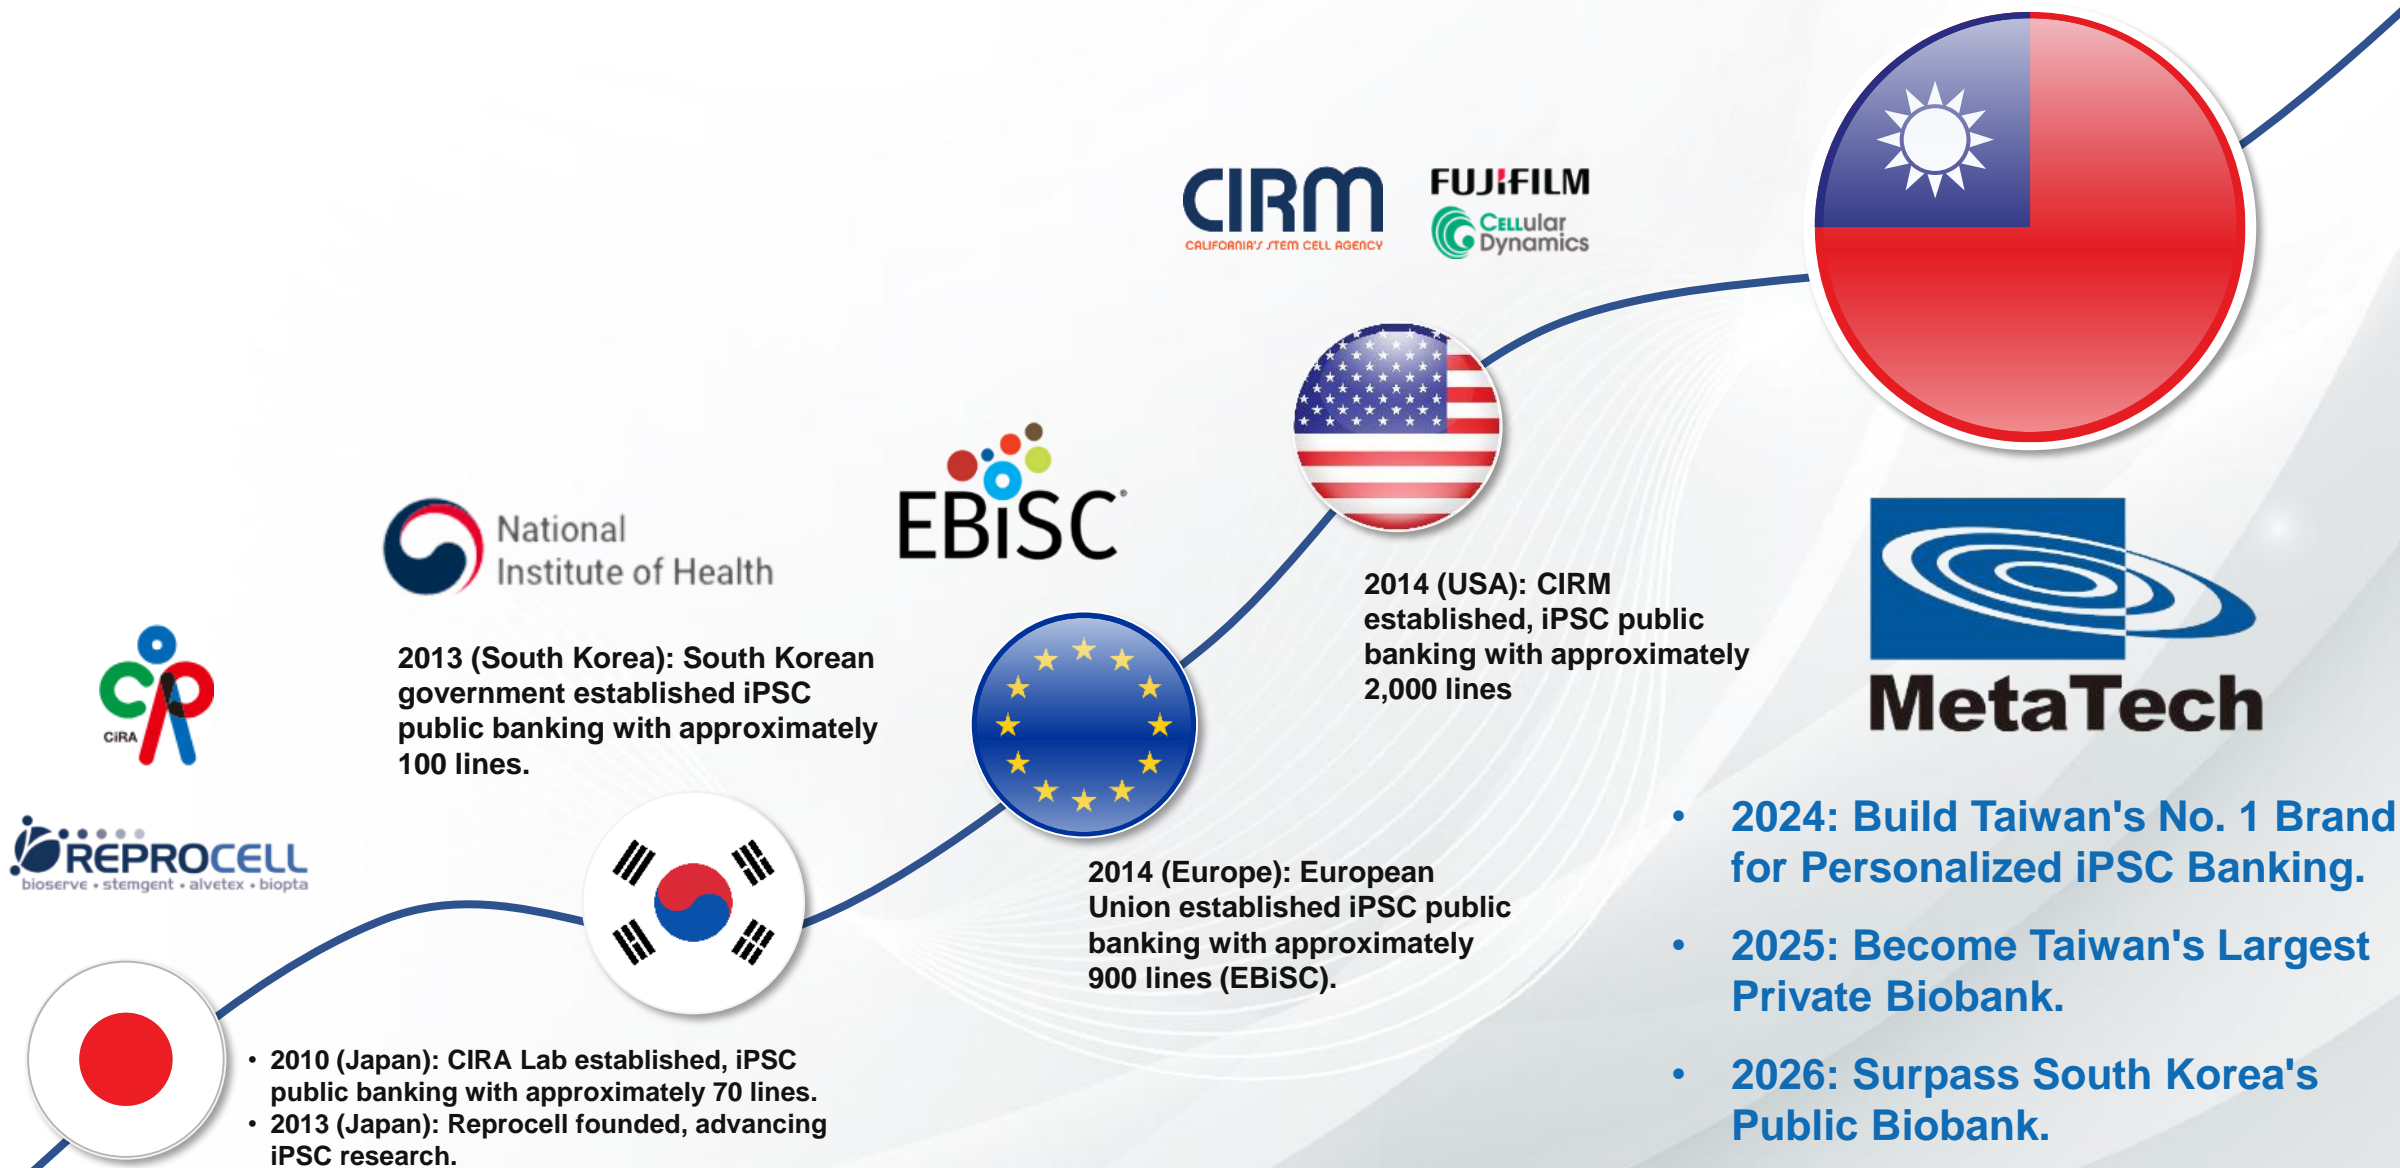 CIRM
CALIFORNIA'S STEM CELL AGENCY
FUJIFILM
CELLular
Dynamics
National
Institute of Health
EBiSC®
CiRA
REPROCELL
bioserve • stemgent • alvetex • biopta
• 2010 (Japan): CIRA Lab established, iPSC
public banking with approximately 70 lines.
• 2013 (Japan): Reprocell founded, advancing
iPSC research.
2013 (South Korea): South Korean
government established iPSC
public banking with approximately
100 lines.
2014 (Europe): European
Union established iPSC public
banking with approximately
900 lines (EBiSC).
2014 (USA): CIRM
established, iPSC public
banking with approximately
2,000 lines
MetaTech
• 2024: Build Taiwan's No. 1 Brand
for Personalized iPSC Banking.
• 2025: Become Taiwan's Largest
Private Biobank.
• 2026: Surpass South Korea's
Public Biobank.